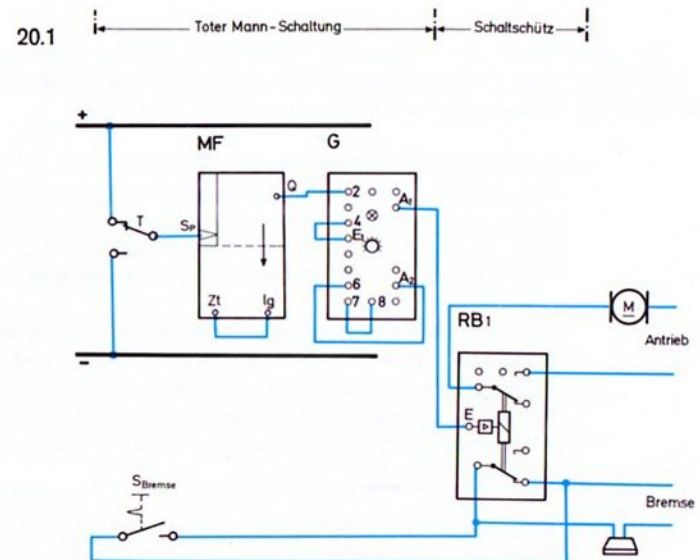 20.1
Toter Mann-Schaltung
Schaltschütz
+
MF
G
Q
2
A1
T
SP
4
E1
6
A2
Zt
Ig
7
8
RB1
M
Antrieb
-
E
SBremse
Bremse